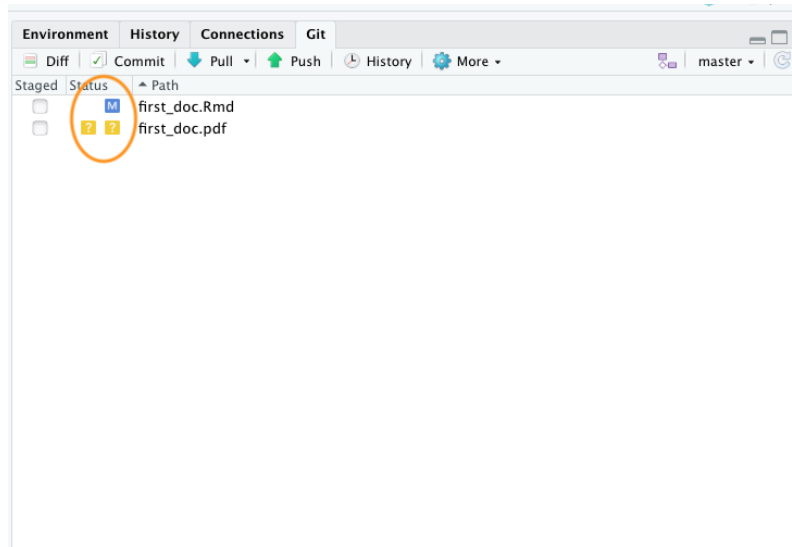 Environment History Connections Git
Diff Commit Pull Push History More master
Staged Status Path
M first_doc.Rmd
? ? first_doc.pdf